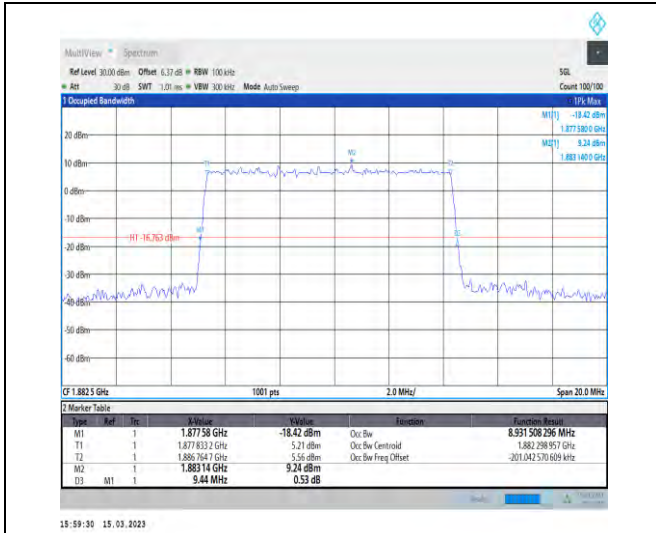 MultiView Spectrum
Ref Level 30.00 dBm Offset 6.37 dB RBW 100 kHz SGL
Att 30 dB SWT 1.01 ms VBW 300 kHz Mode Auto Sweep Count 100/100
1 Occupied Bandwidth 1Pk Max
M1[1] -18.42 dBm
1.877 580 0 GHz
M2[1] 9.24 dBm
1.883 140 0 GHz
20 dBm
M2
T1 T2
10 dBm
0 dBm
-10 dBm
M1
H1 -16.763 dBm
D3
-20 dBm
-30 dBm
-40 dBm
-50 dBm
-60 dBm
CF 1.882 5 GHz 1001 pts 2.0 MHz/ Span 20.0 MHz
2 Marker Table
Type Ref Trc X-Value Y-Value Function Function Result
M1 1 1.877 58 GHz -18.42 dBm Occ Bw 8.931 508 296 MHz
T1 1 1.877 833 2 GHz 5.21 dBm Occ Bw Centroid 1.882 298 957 GHz
T2 1 1.886 764 7 GHz 5.56 dBm Occ Bw Freq Offset -201.042 570 609 kHz
M2 1 1.883 14 GHz 9.24 dBm
D3 M1 1 9.44 MHz 0.53 dB
15:59:30 15.03.2023